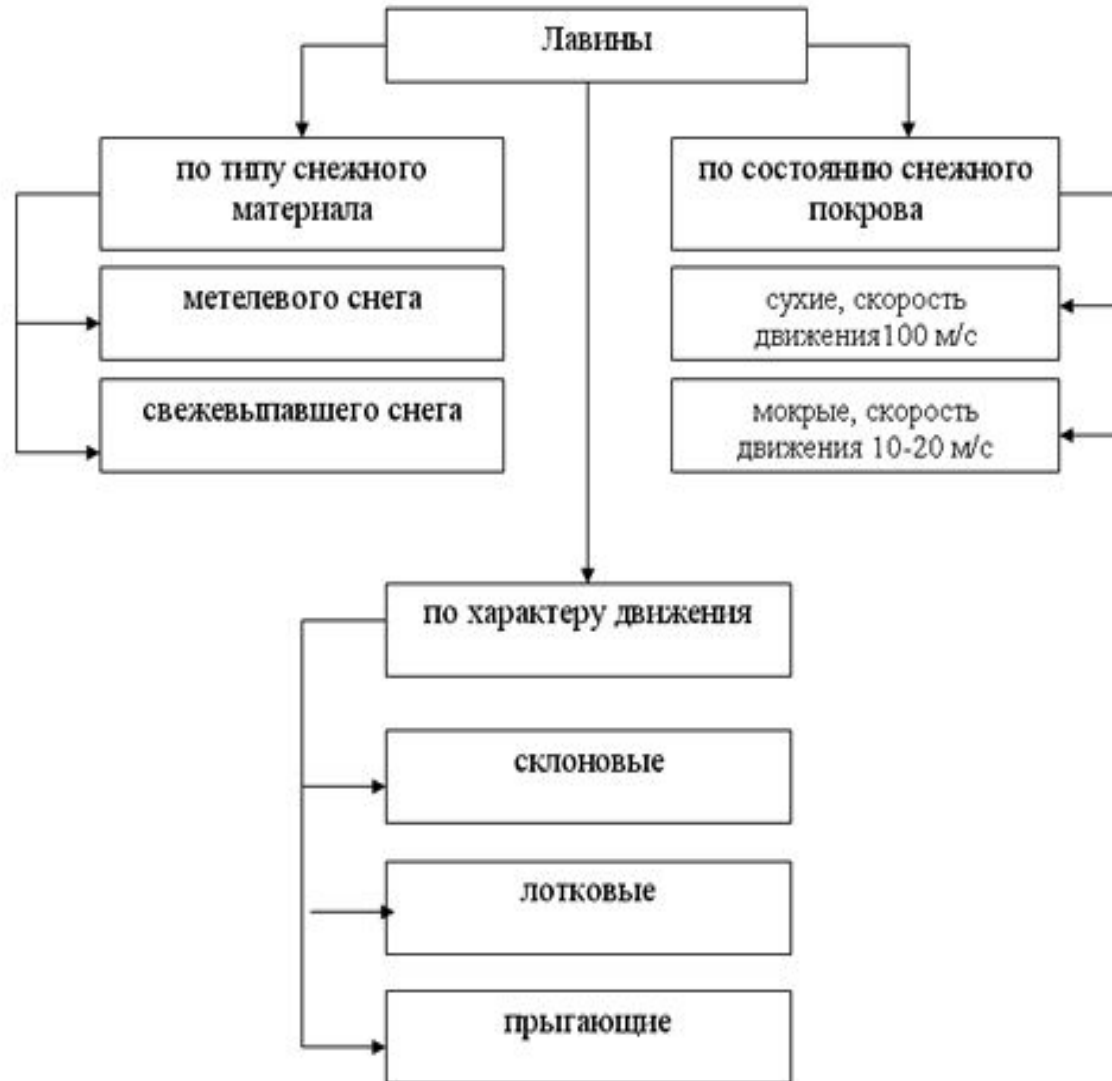 Лавины
по типу снежного
материала
метелевого снега
свежевыпавшего снега
по состоянию снежного
покрова
сухие, скорость
движения100 м/с
мокрые, скорость
движения 10-20 м/с
по характеру движения
склоновые
лотковые
прыгающие